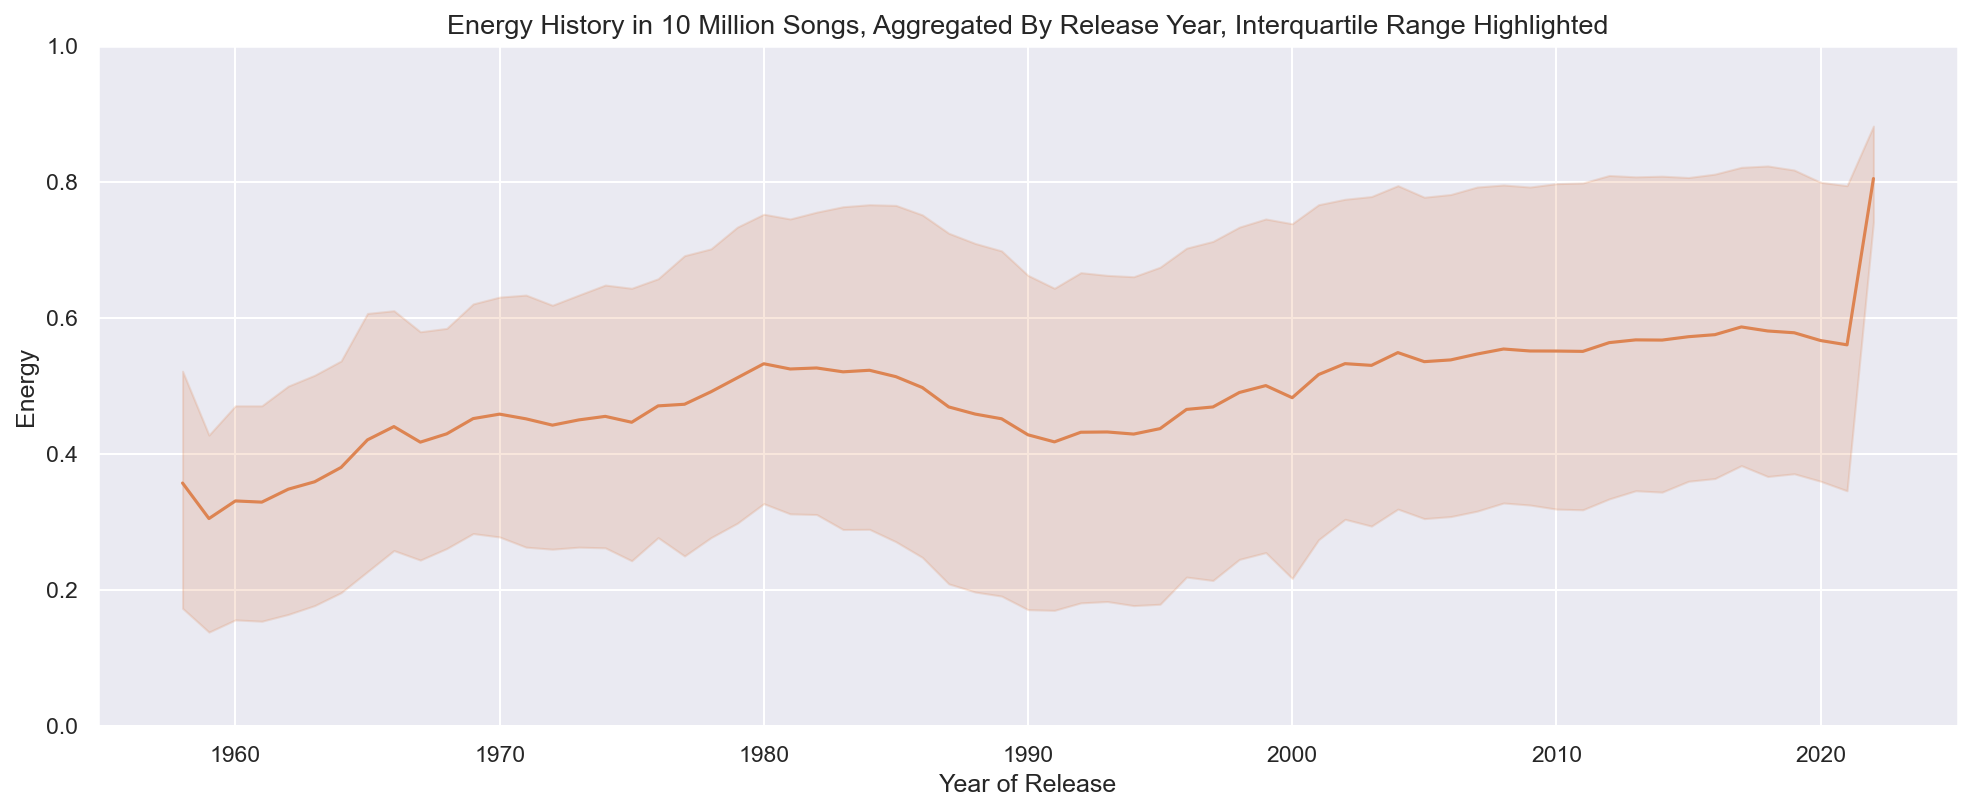 Energy History in 10 Million Songs, Aggregated By Release Year, Interquartile Range Highlighted
1.0
0.8
0.6
0.4
0.2
0.0
Energy
1960 1970 1980 1990 2000 2010 2020
Year of Release